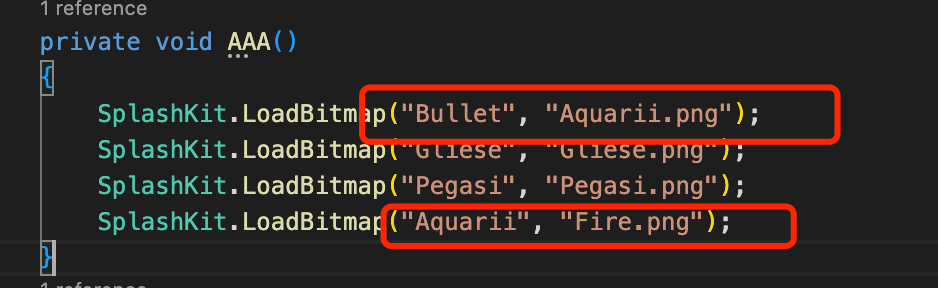 1 reference
private void AAA()
{
SplashKit.LoadBitmap("Bullet", "Aquarii.png");
SplashKit.LoadBitmap("Gliese", "Gliese.png");
SplashKit.LoadBitmap("Pegasi", "Pegasi.png");
SplashKit.LoadBitmap("Aquarii", "Fire.png");
}
1 reference